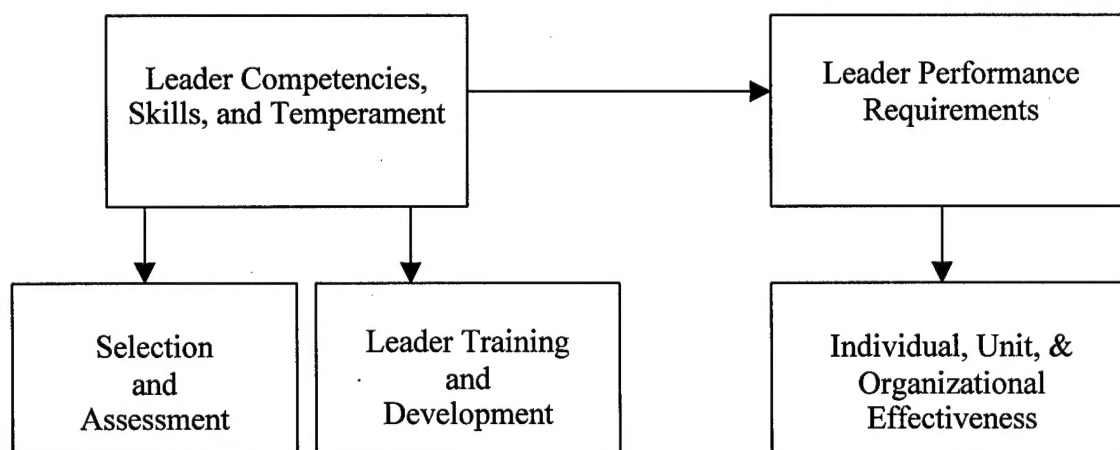 Leader Competencies,
Skills, and Temperament
Leader Performance
Requirements
Selection
and
Assessment
Leader Training
and
Development
Individual, Unit, &
Organizational
Effectiveness